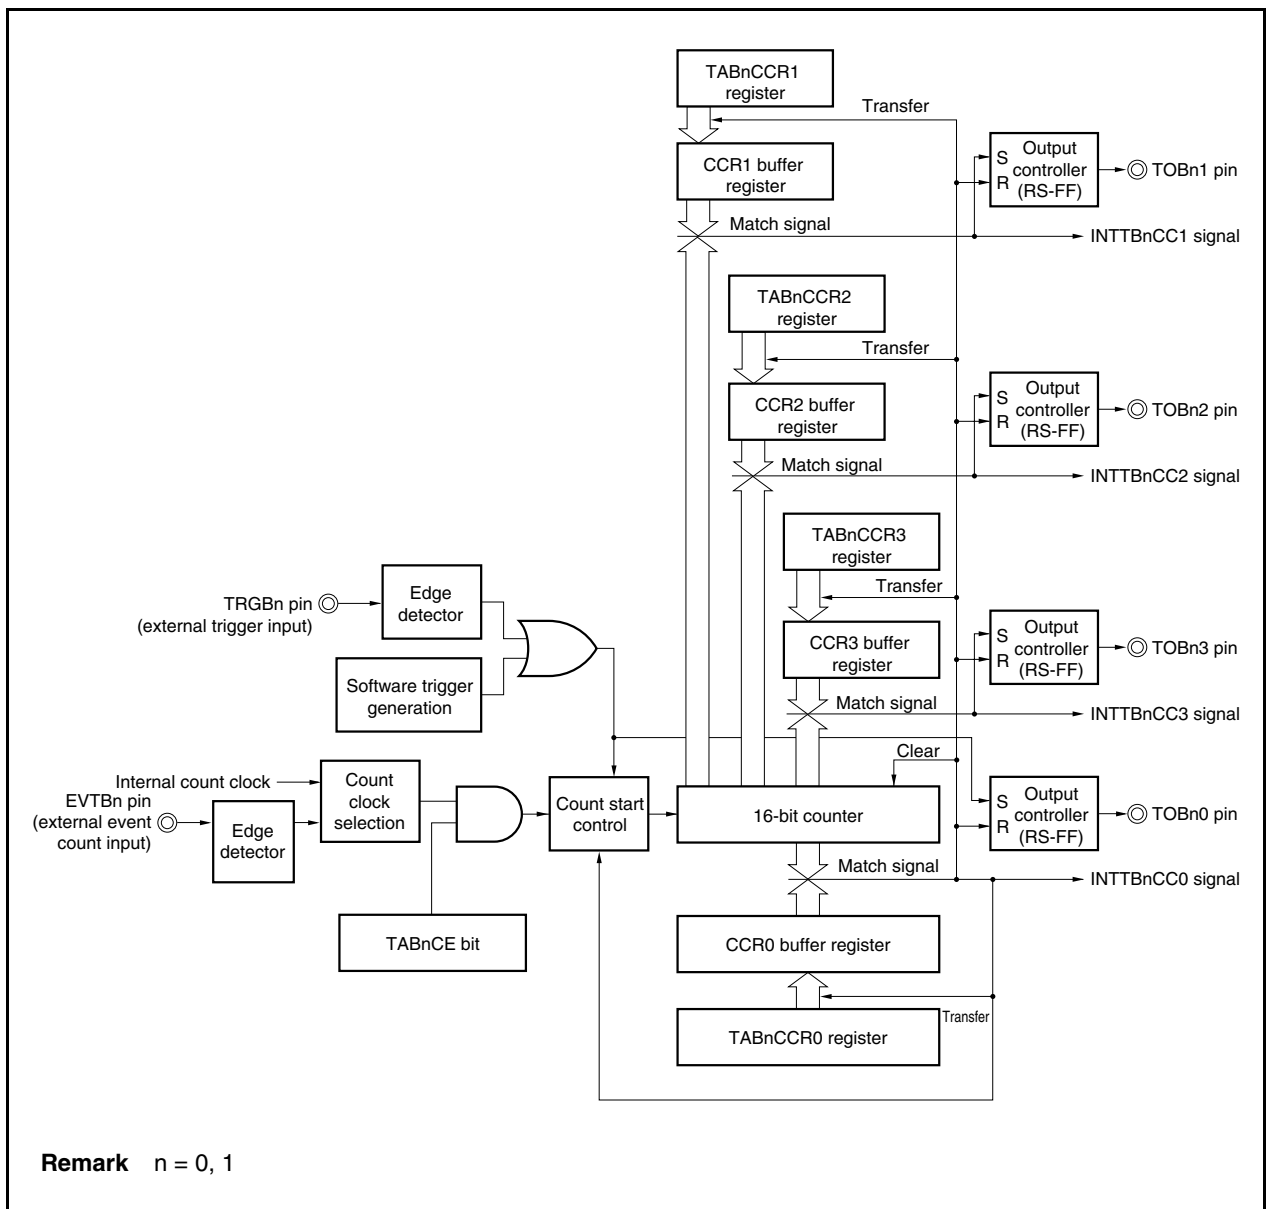 TABnCCR1
register
Transfer
CCR1 buffer
register
S
R
Output
controller
(RS-FF)
TOBn1 pin
Match signal
INTTBnCC1 signal
TABnCCR2
register
Transfer
CCR2 buffer
register
S
R
Output
controller
(RS-FF)
TOBn2 pin
Match signal
INTTBnCC2 signal
TABnCCR3
register
Transfer
CCR3 buffer
register
S
R
Output
controller
(RS-FF)
TOBn3 pin
Match signal
INTTBnCC3 signal
TRGBn pin
(external trigger input)
Edge
detector
Software trigger
generation
Clear
Internal count clock
EVTBn pin
(external event
count input)
Edge
detector
Count
clock
selection
Count start
control
16-bit counter
S
R
Output
controller
(RS-FF)
TOBn0 pin
Match signal
INTTBnCC0 signal
TABnCE bit
CCR0 buffer register
Transfer
TABnCCR0 register
Remark n = 0, 1